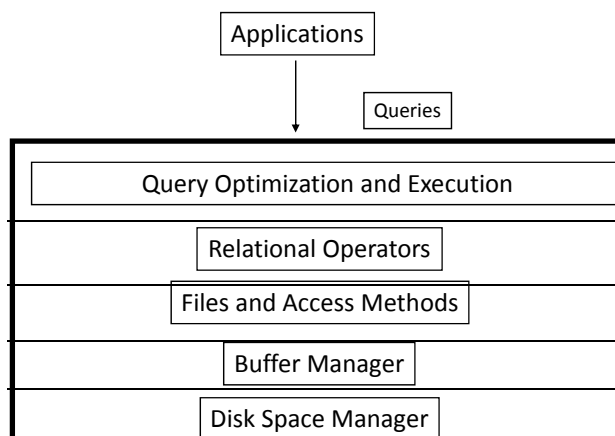 Applications
Queries
Query Optimization and Execution
Relational Operators
Files and Access Methods
Buffer Manager
Disk Space Manager